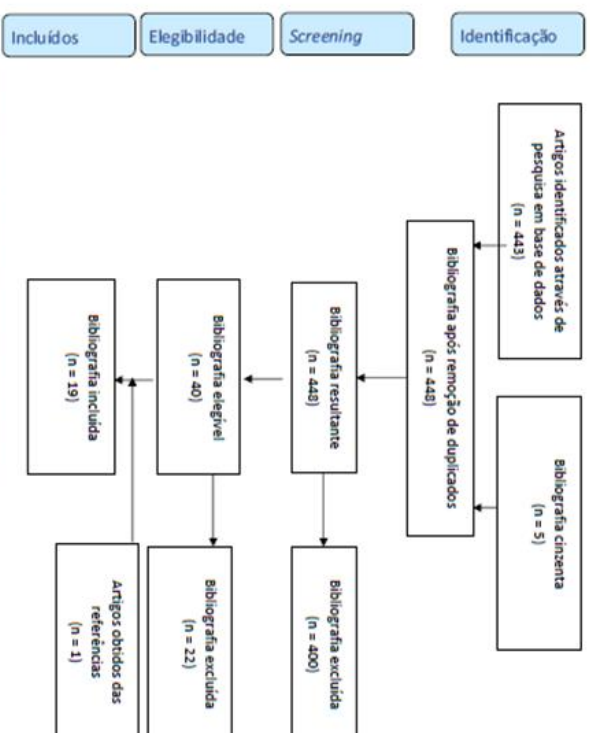 Identificação
Screening
Elegibilidade
Incluídos
Artigos identificados através de
pesquisa em base de dados
(n = 443)
Bibliografia cinzenta
(n = 5)
Bibliografia após remoção de duplicados
(n = 448)
Bibliografia resultante
(n = 448)
Bibliografia excluída
(n = 400)
Bibliografia elegível
(n = 40)
Bibliografia excluída
(n = 22)
Artigos obtidos das
referências
(n = 1)
Bibliografia incluída
(n = 19)